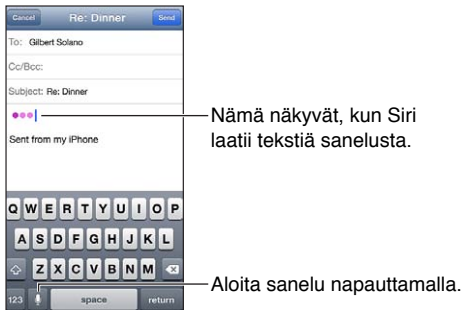 Cancel Re: Dinner Send
To: Gilbert Solano
Cc/Bcc:
Subject: Re: Dinner
Nämä näkyvät, kun Siri
laatii tekstiä sanelusta.
Sent from my iPhone
Q W E R T Y U I O P
A S D F G H J K L
Z X C V B N M
Aloita sanelu napauttamalla.
123 space return